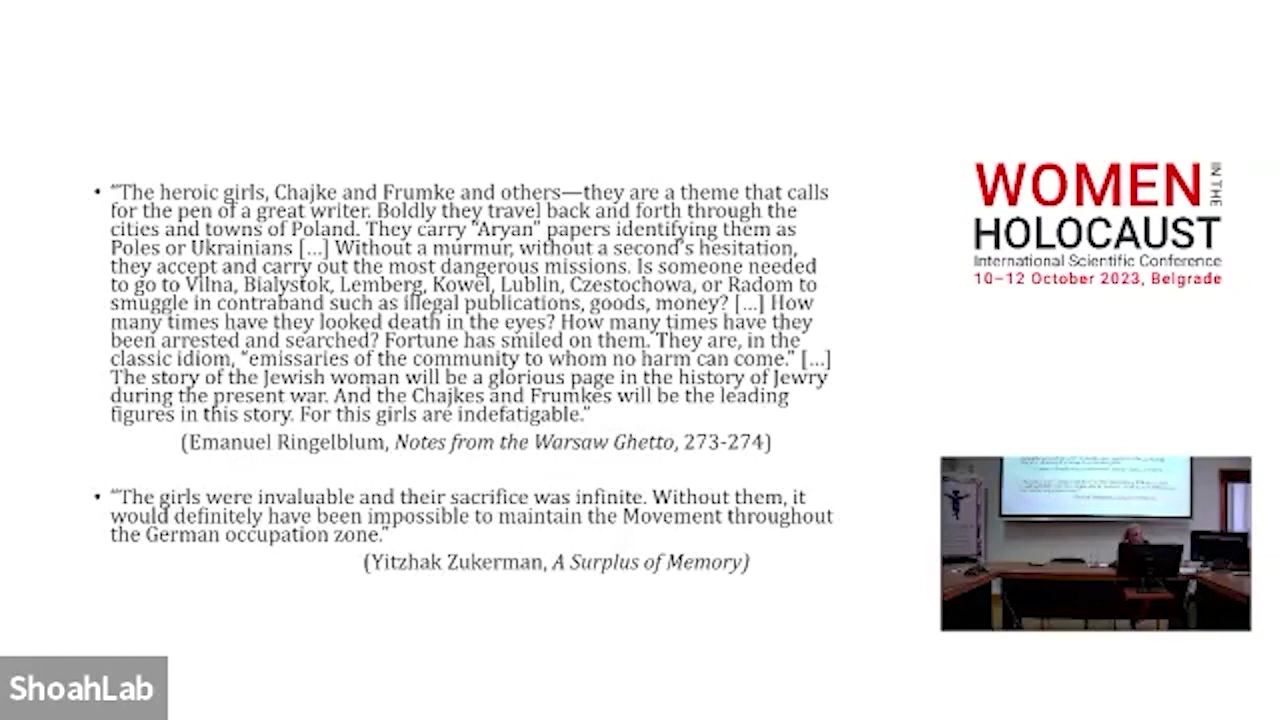 • “The heroic girls, Chajke and Frumke and others—they are a theme that calls
for the pen of a great writer. Boldly they travel back and forth through the
cities and towns of Poland. They carry "Aryan" papers identifying them as
Poles or Ukrainians [...] Without a murmur, without a second's hesitation,
they accept and carry out the most dangerous missions. Is someone needed
to go to Vilna, Bialystok, Lemberg, Kowel, Lublin, Czestochowa, or Radom to
smuggle in contraband such as illegal publications, goods, money? [...] How
many times have they looked death in the eyes? How many times have they
been arrested and searched? Fortune has smiled on them. They are, in the
classic idiom, "emissaries of the community to whom no harm can come." [...]
The story of the Jewish woman will be a glorious page in the history of Jewry
during the present war. And the Chajkes and Frumkes will be the leading
figures in this story. For this girls are indefatigable.”
(Emanuel Ringelblum, Notes from the Warsaw Ghetto, 273-274)
• “The girls were invaluable and their sacrifice was infinite. Without them, it
would definitely have been impossible to maintain the Movement throughout
the German occupation zone.”
(Yitzhak Zukerman, A Surplus of Memory)
WOMEN IN THE
HOLOCAUST
International Scientific Conference
10–12 October 2023, Belgrade
ShoahLab